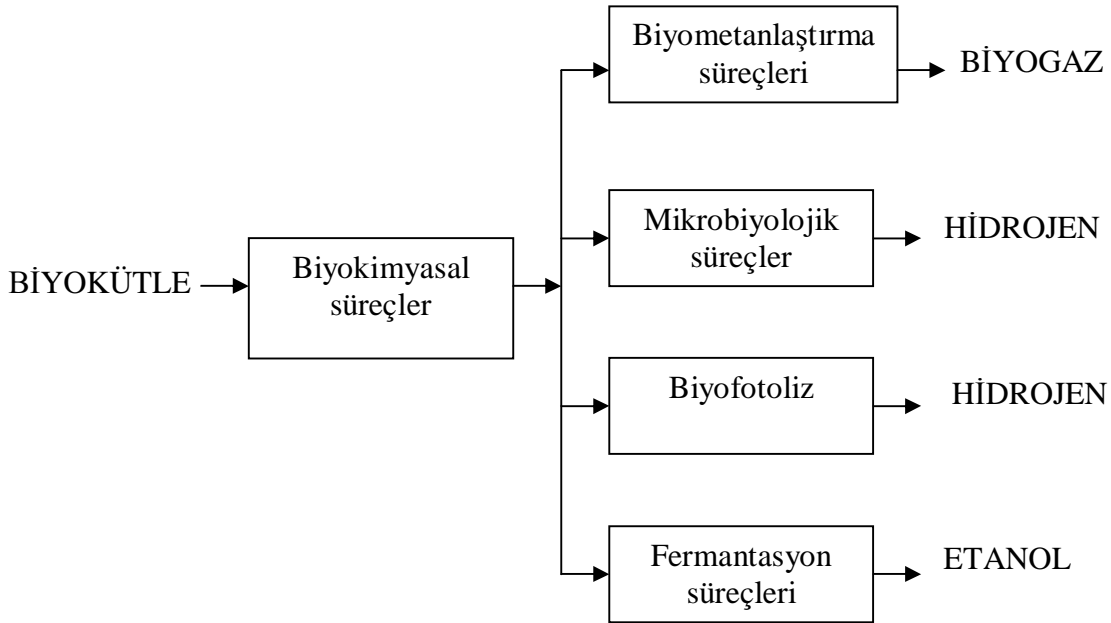 Biyometanlaştırma
süreçleri
BİYOGAZ
Mikrobiyolojik
süreçler
HİDROJEN
BİYOKÜTLE
Biyokimyasal
süreçler
Biyofotoliz
HİDROJEN
Fermantasyon
süreçleri
ETANOL